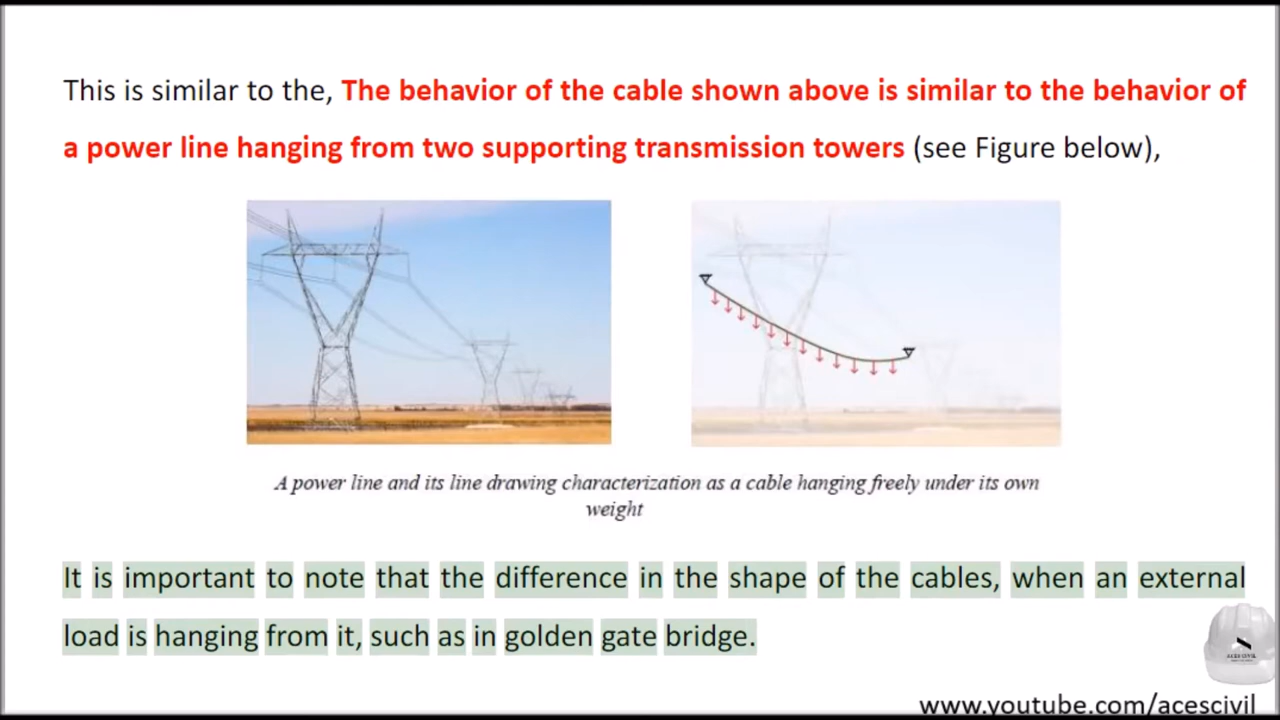 This is similar to the, The behavior of the cable shown above is similar to the behavior of
a power line hanging from two supporting transmission towers (see Figure below),
A power line and its line drawing characterization as a cable hanging freely under its own
weight
It is important to note that the difference in the shape of the cables, when an external
load is hanging from it, such as in golden gate bridge.
ACES CIVIL
www.youtube.com/acescivil